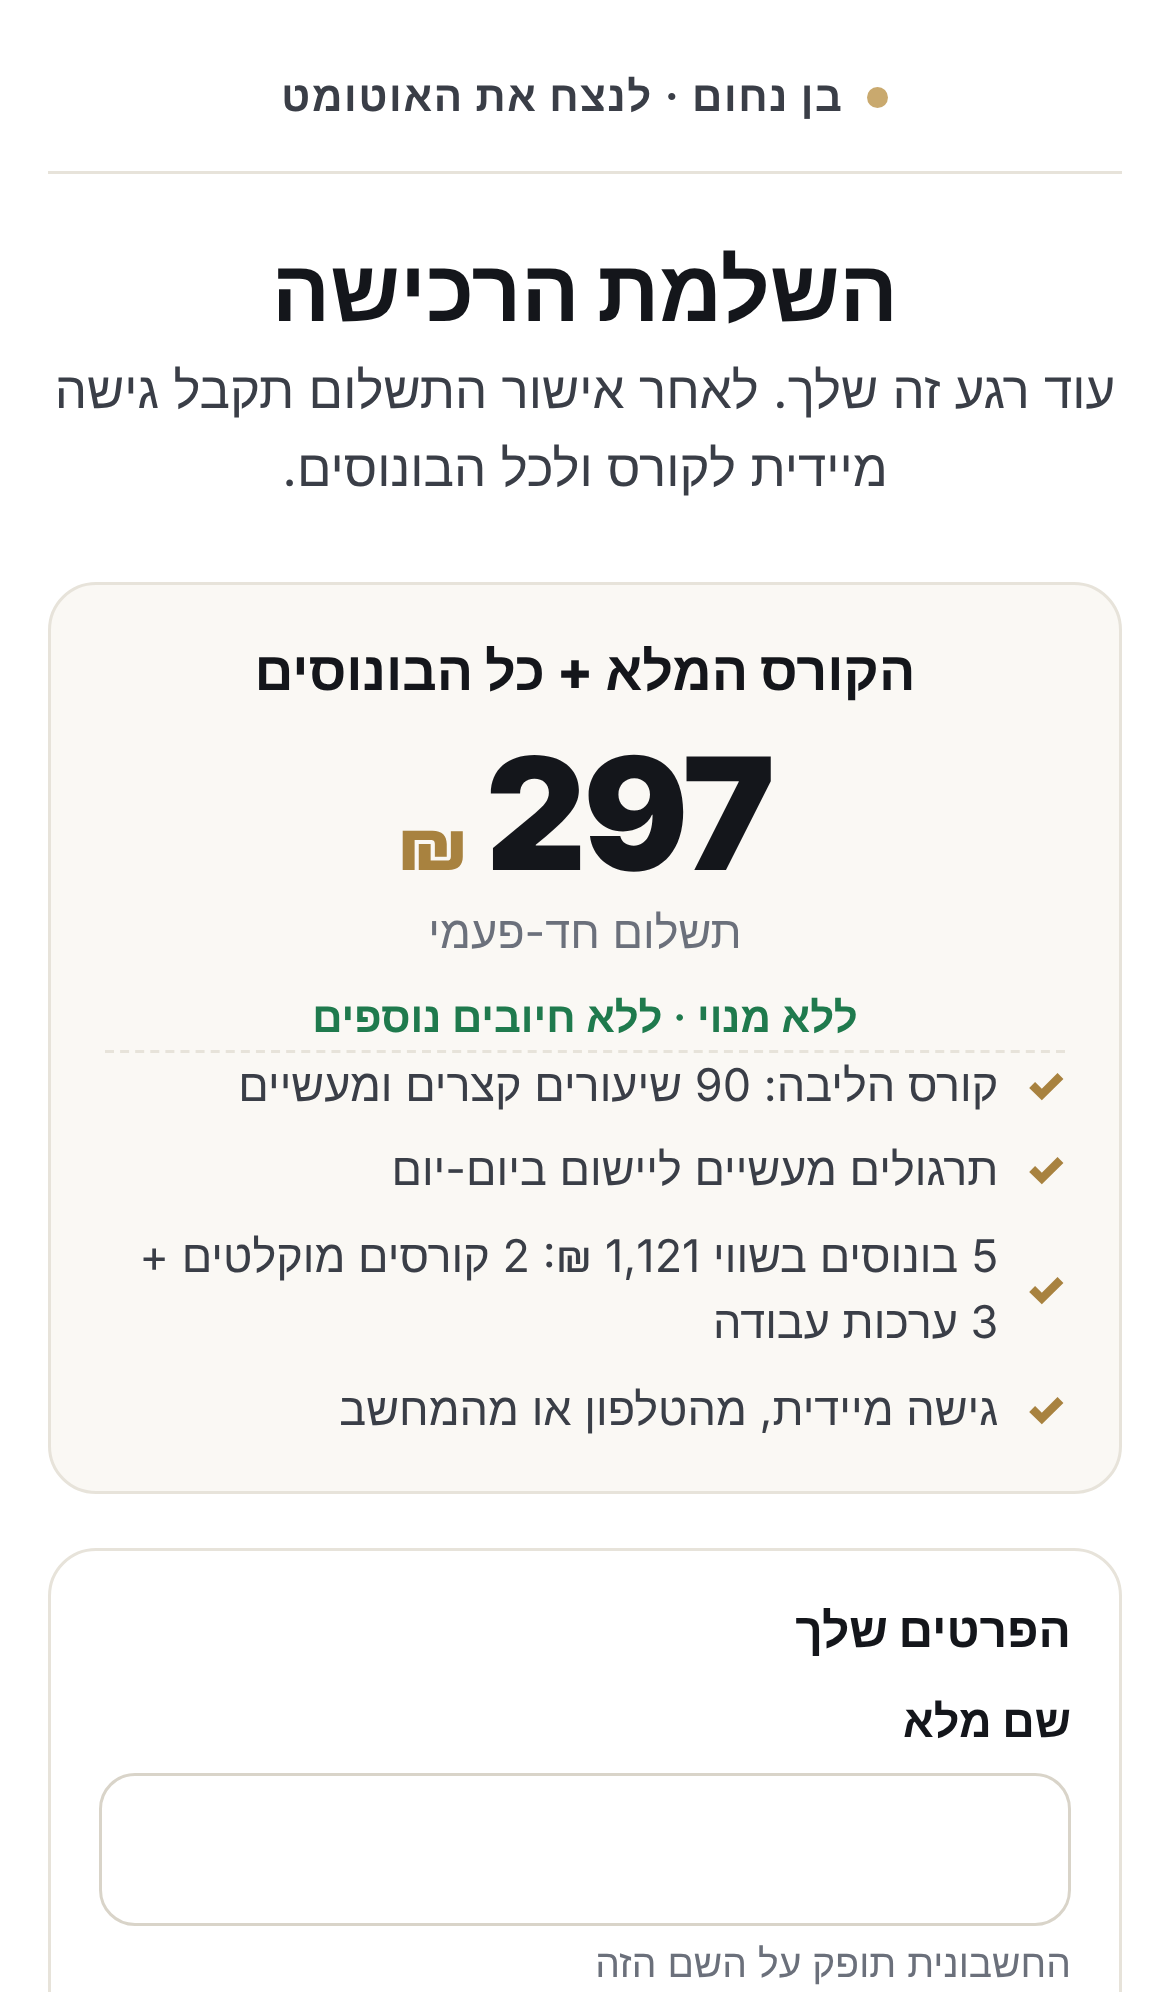 בן נחום · לנצח את האוטומט
השלמת הרכישה
עוד רגע זה שלך. לאחר אישור התשלום תקבל גישה
מיידית לקורס ולכל הבונוסים.
הקורס המלא + כל הבונוסים
297 ₪
תשלום חד-פעמי
ללא מנוי · ללא חיובים נוספים
קורס הליבה: 90 שיעורים קצרים ומעשיים
תרגולים מעשיים ליישום ביום-יום
5 בונוסים בשווי 1,121 ₪: 2 קורסים מוקלטים +
3 ערכות עבודה
גישה מיידית, מהטלפון או מהמחשב
הפרטים שלך
שם מלא
החשבונית תופק על השם הזה